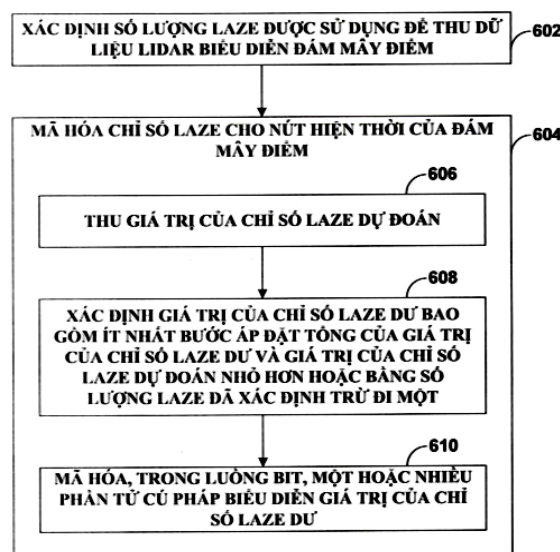 XÁC ĐỊNH SỐ LƯỢNG LAZE ĐƯỢC SỬ DỤNG ĐỂ THU DỮ
LIỆU LIDAR BIỂU DIỄN ĐÁM MÂY ĐIỂM
602
MÃ HÓA CHỈ SỐ LAZE CHO NÚT HIỆN THỜI CỦA ĐÁM
MÂY ĐIỂM
604
606
THU GIÁ TRỊ CỦA CHỈ SỐ LAZE DỰ ĐOÁN
608
XÁC ĐỊNH GIÁ TRỊ CỦA CHỈ SỐ LAZE DƯ BAO
GỒM ÍT NHẤT BƯỚC ÁP ĐẶT TỔNG CỦA GIÁ TRỊ
CỦA CHỈ SỐ LAZE DƯ VÀ GIÁ TRỊ CỦA CHỈ SỐ
LAZE DỰ ĐOÁN NHỎ HƠN HOẶC BẰNG SỐ
LƯỢNG LAZE ĐÃ XÁC ĐỊNH TRỪ ĐI MỘT
610
MÃ HÓA, TRONG LUỒNG BIT, MỘT HOẶC NHIỀU
PHẦN TỬ CÚ PHÁP BIỂU DIỄN GIÁ TRỊ CỦA CHỈ
SỐ LAZE DƯ